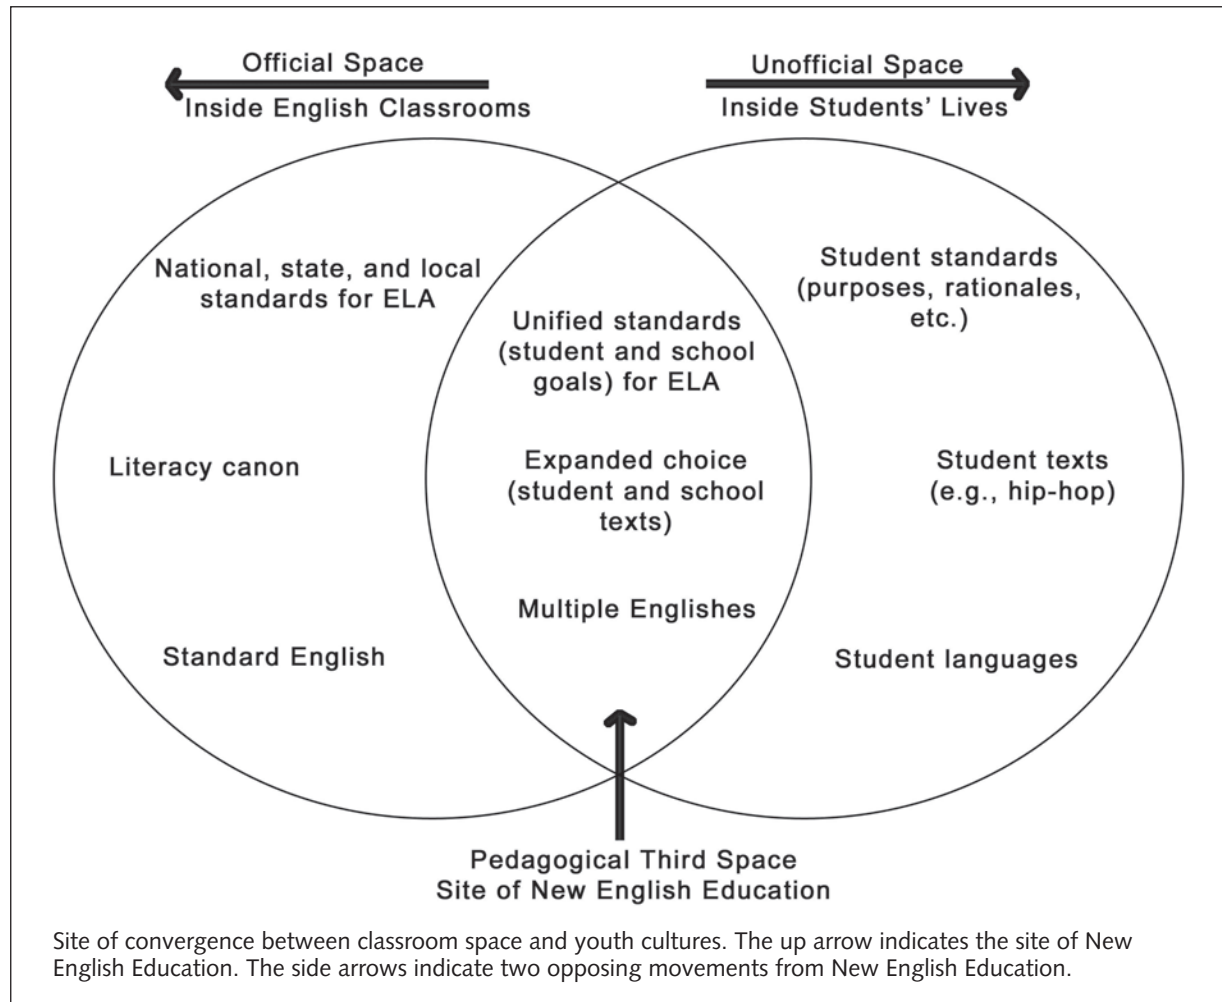 Official Space
Inside English Classrooms
Unofficial Space
Inside Students' Lives
National, state, and local
standards for ELA
Literacy canon
Standard English
Unified standards
(student and school
goals) for ELA
Expanded choice
(student and school
texts)
Multiple Englishes
Student standards
(purposes, rationales,
etc.)
Student texts
(e.g., hip-hop)
Student languages
Pedagogical Third Space
Site of New English Education
Site of convergence between classroom space and youth cultures. The up arrow indicates the site of New
English Education. The side arrows indicate two opposing movements from New English Education.